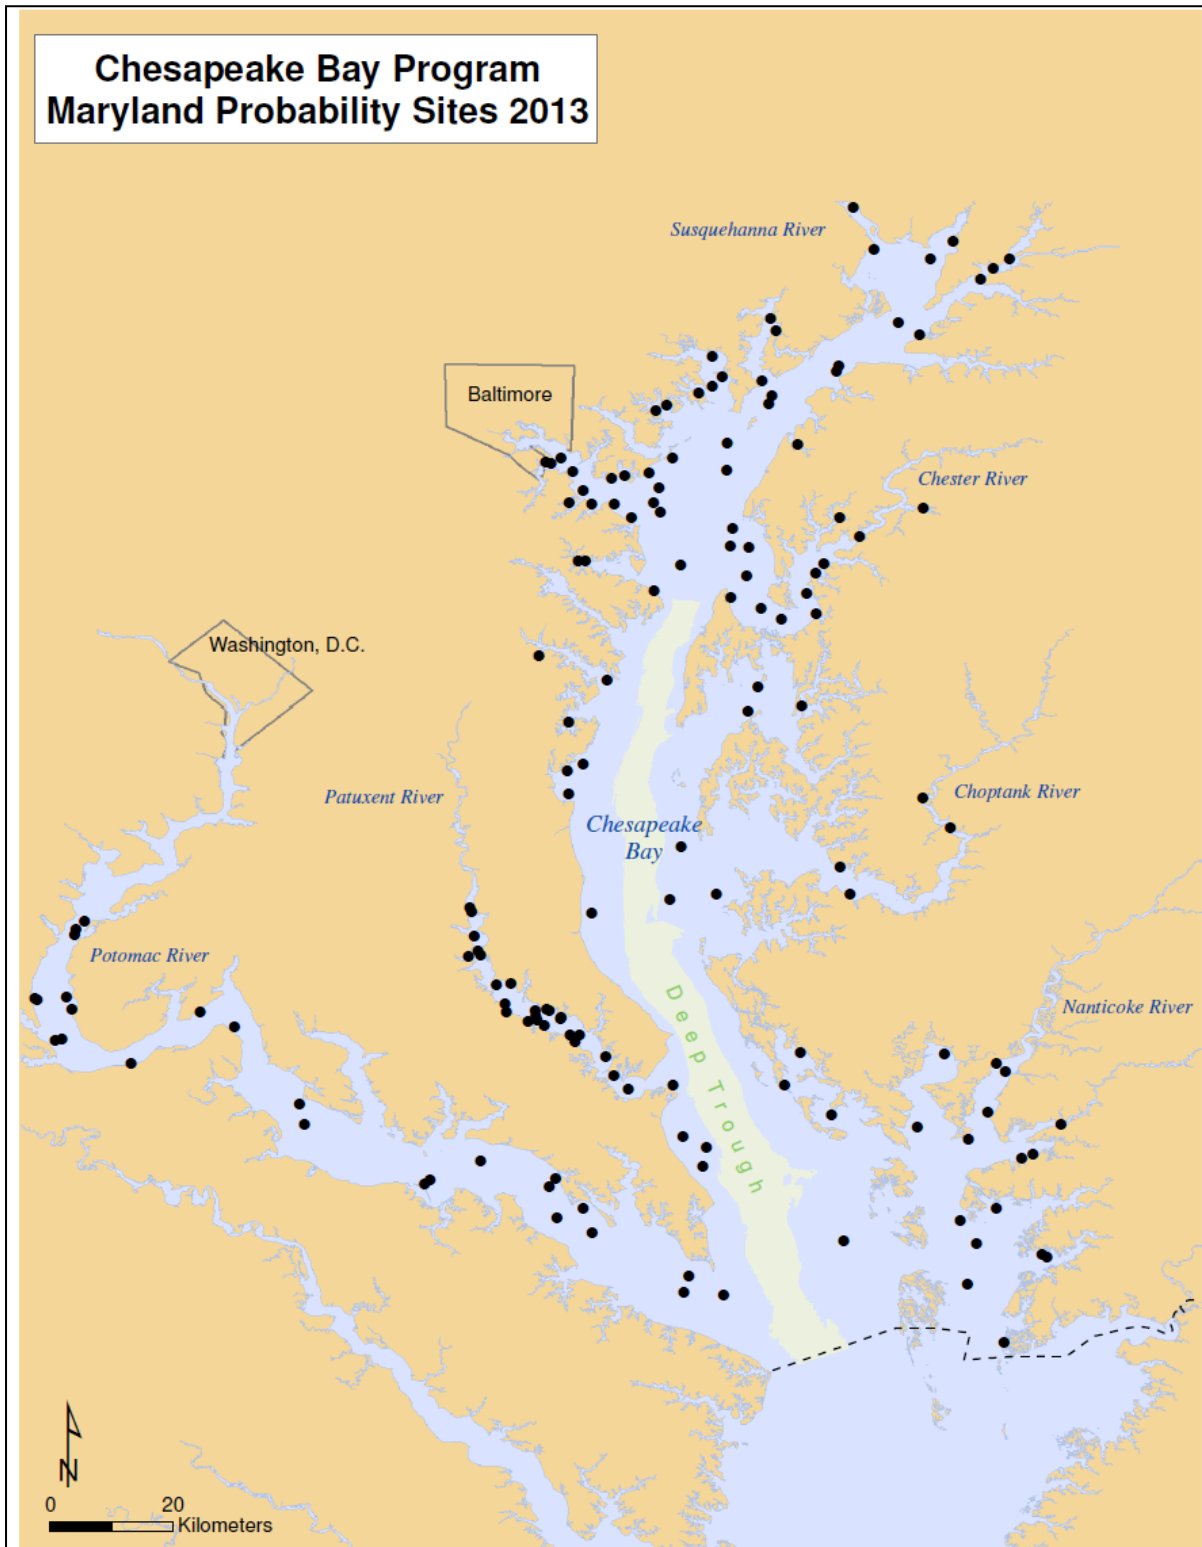 Chesapeake Bay Program
Maryland Probability Sites 2013
Susquehanna River
Baltimore
Chester River
Washington, D.C.
Patuxent River
Choptank River
Chesapeake
Bay
Potomac River
Deep Trough
Nanticoke River
N
0 20
Kilometers